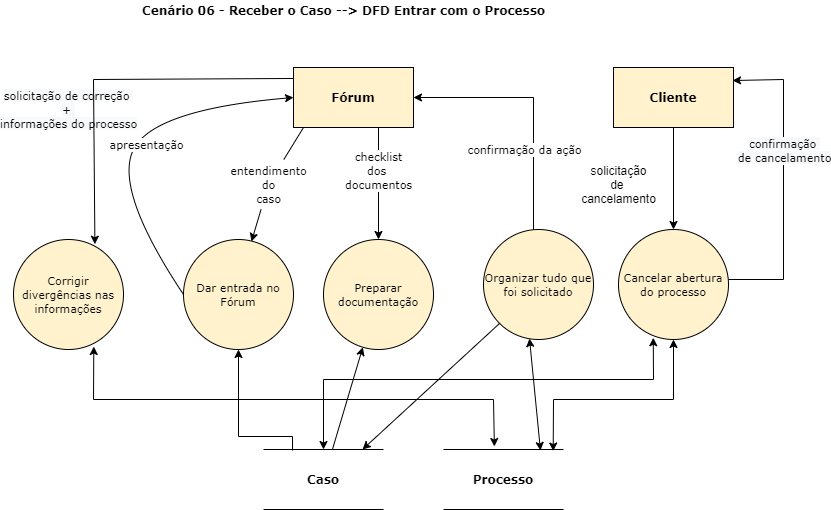 Cenário 06 - Receber o Caso --> DFD Entrar com o Processo
Fórum
Cliente
solicitação de correção
+
informações do processo
apresentação
entendimento
do
caso
checklist
dos
documentos
confirmação da ação
solicitação
de
cancelamento
confirmação
de cancelamento
Corrigir
divergências nas
informações
Dar entrada no
Fórum
Preparar
documentação
Organizar tudo que
foi solicitado
Cancelar abertura
do processo
Caso
Processo